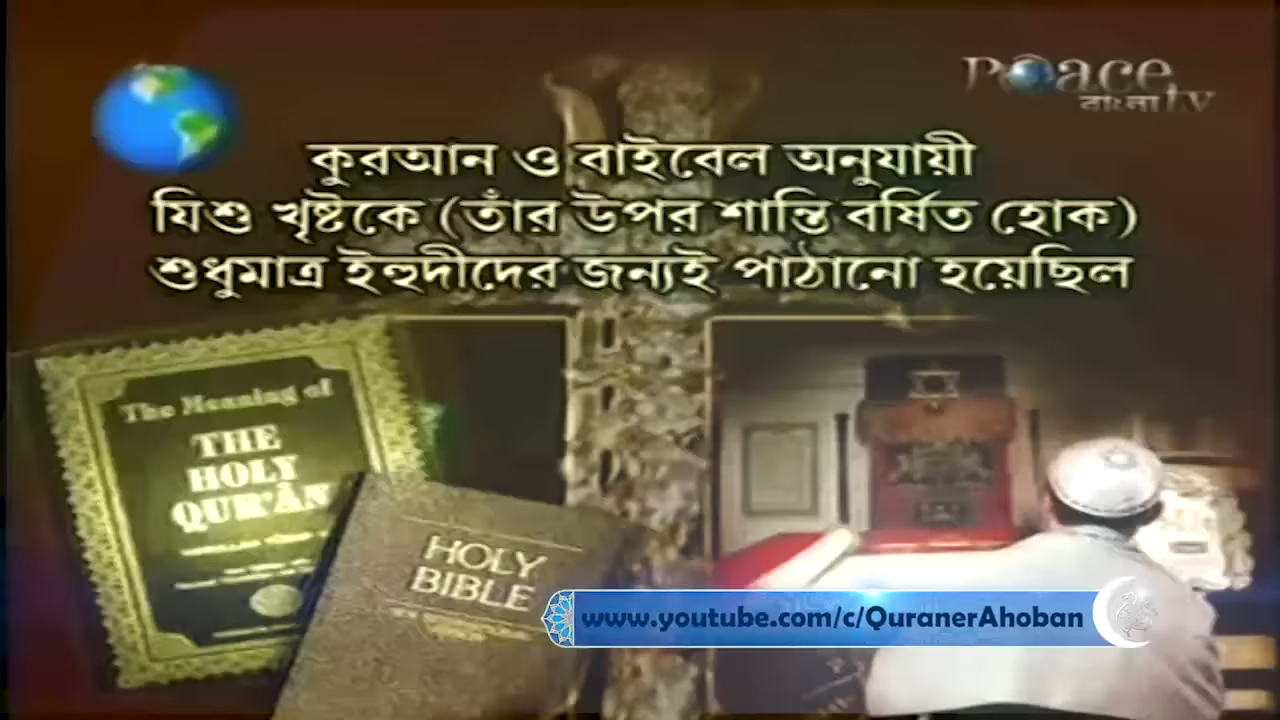 Peace
বাংলা tv
কুরআন ও বাইবেল অনুযায়ী
যিশু খৃষ্টকে (তাঁর উপর শান্তি বর্ষিত হোক)
শুধুমাত্র ইহুদীদের জন্যই পাঠানো হয়েছিল
The Meaning of
THE
HOLY
QUR'ĀN
HOLY
BIBLE
www.youtube.com/c/QuranerAhoban